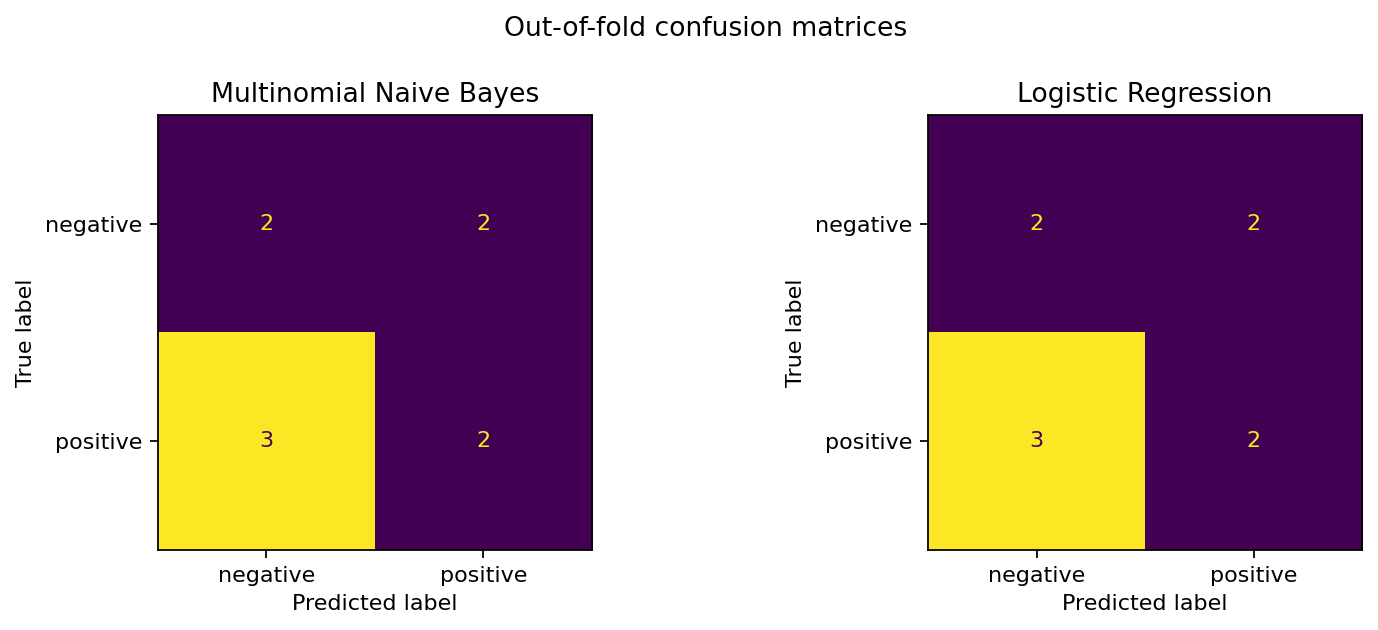 Out-of-fold confusion matrices
Multinomial Naive Bayes
True label
negative
2 2
positive
3 2
negative positive
Predicted label
Logistic Regression
True label
negative
2 2
positive
3 2
negative positive
Predicted label